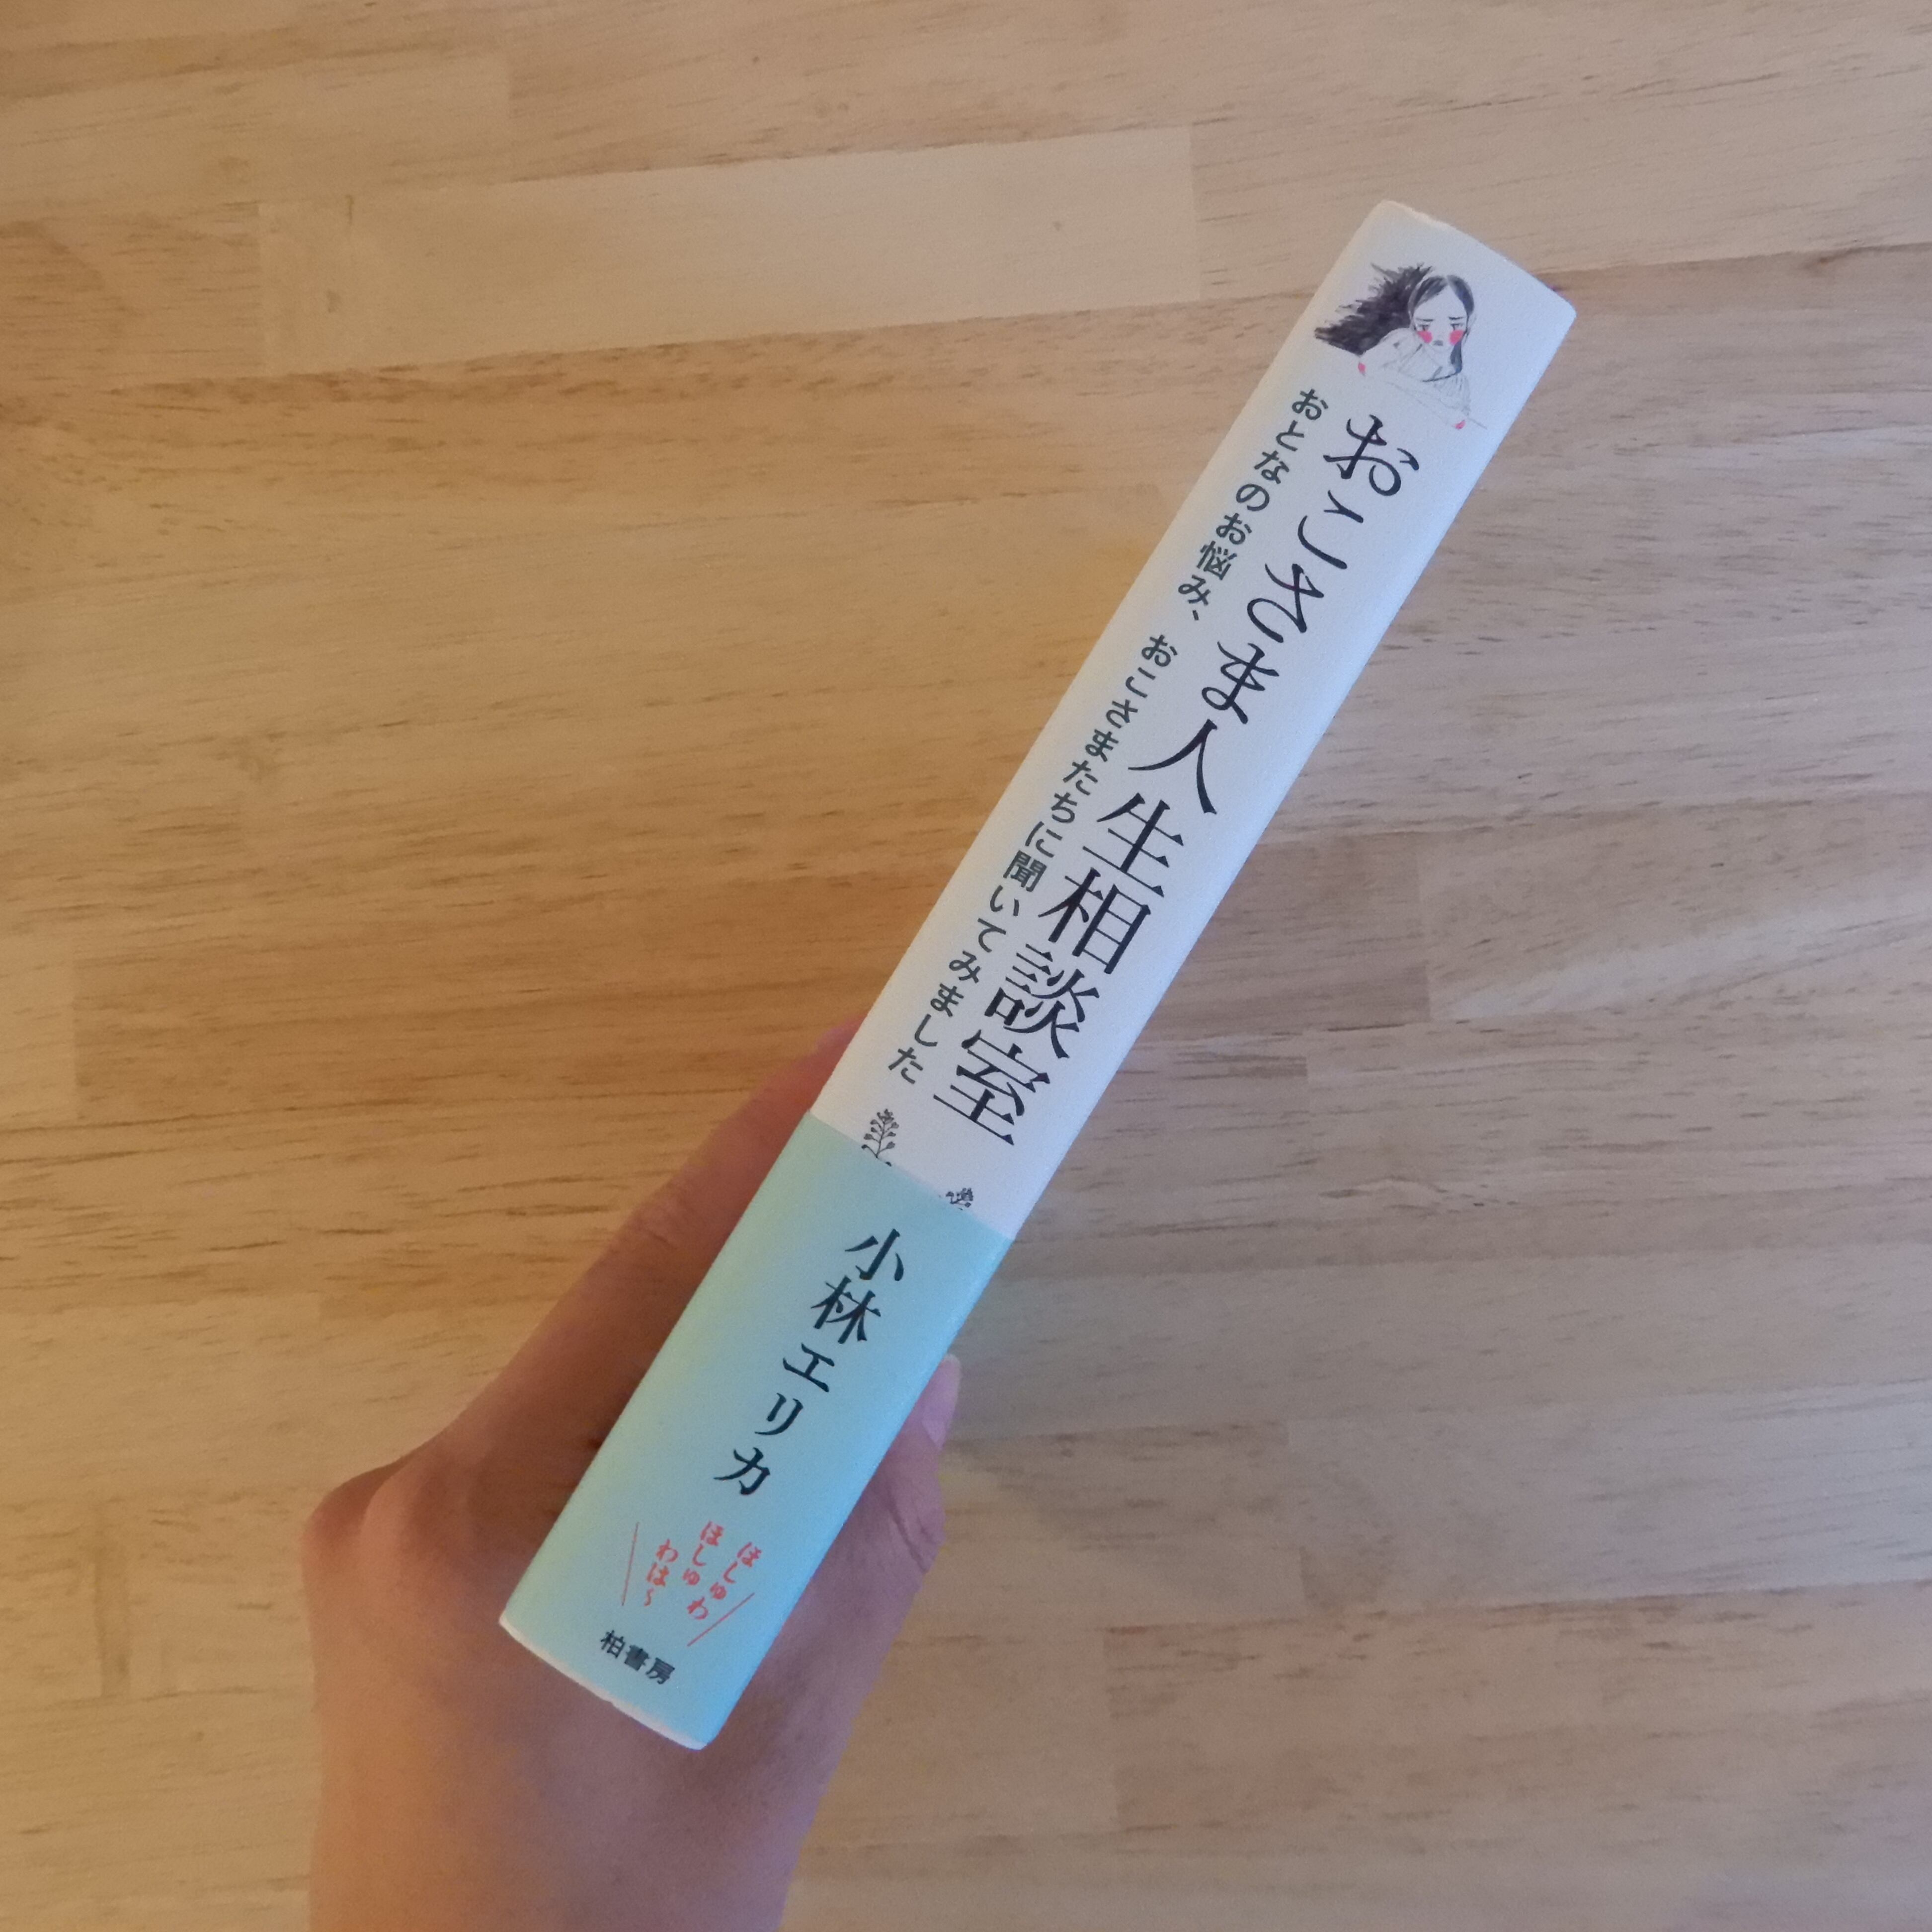 おこさま人生相談室
おとなのお悩み、おこさまたちに聞いてみました
小林エリカ
ほしゅわ
ほしゅ
わは〜
柏書房